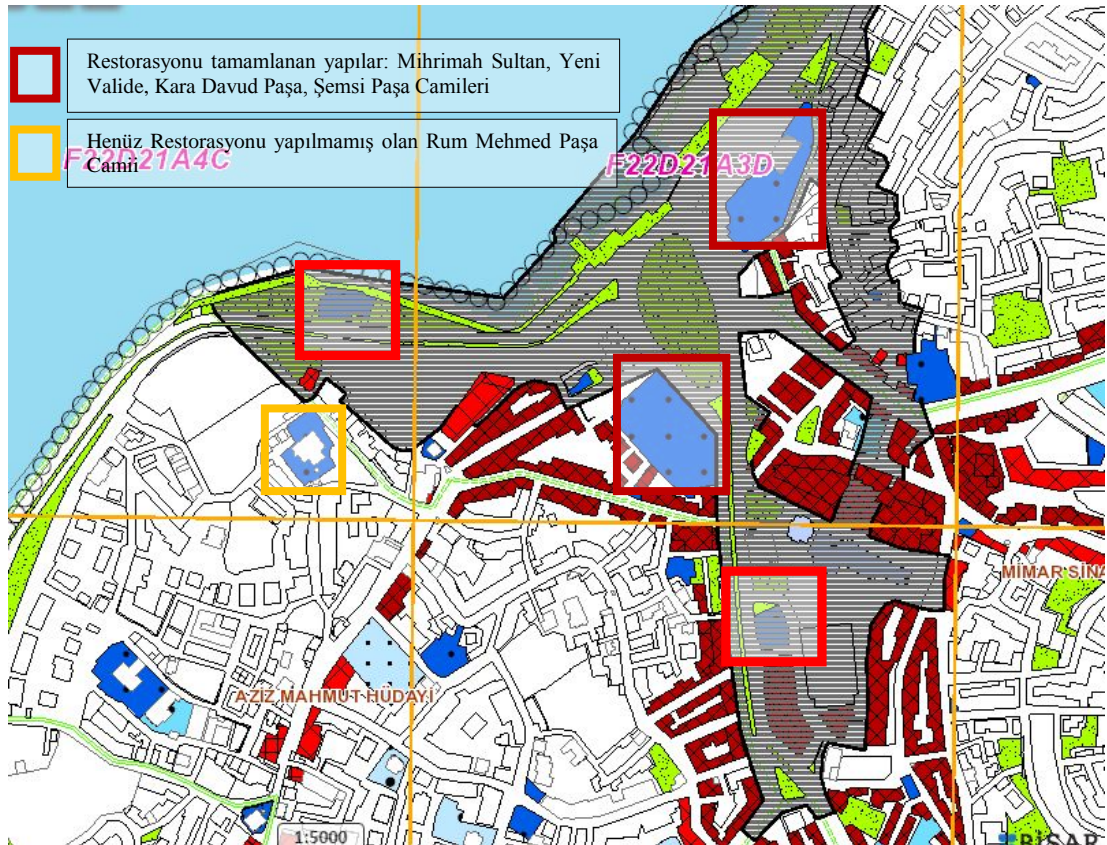 Restorasyonu tamamlanan yapılar: Mihrimah Sultan, Yeni
Valide, Kara Davud Paşa, Şemsi Paşa Camileri
Henüz Restorasyonu yapılmamış olan Rum Mehmed Paşa
Camii
F22D21A4C
F22D21A3D
MİMAR SİNA
AZİZ MAHMUT HÜDAYİ
1:5000